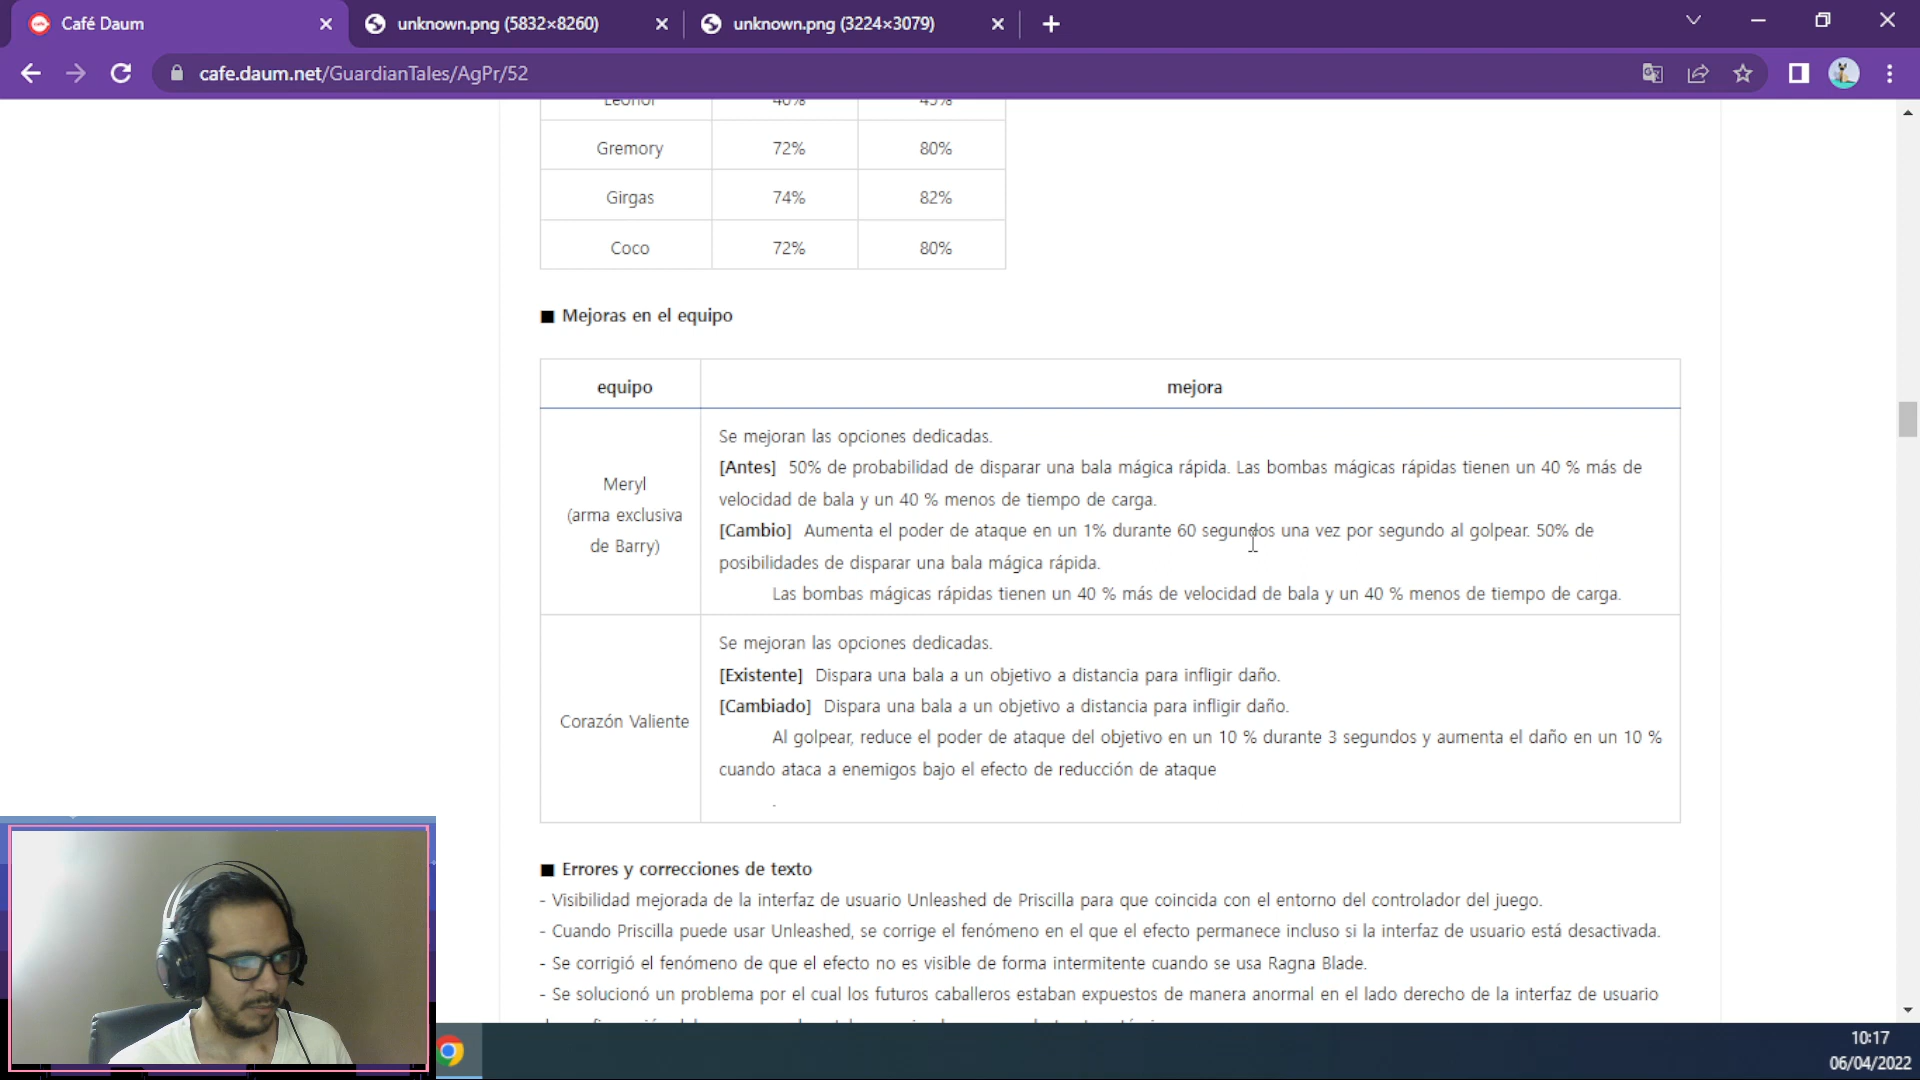 Café Daum
unknown.png (5832×8260)
unknown.png (3224×3079)
cafe.daum.net/GuardianTales/AgPr/52
Leonor 40% 45%
Gremory 72% 80%
Girgas 74% 82%
Coco 72% 80%
■ Mejoras en el equipo
equipo mejora
Meryl
(arma exclusiva
de Barry)
Se mejoran las opciones dedicadas.
[Antes] 50% de probabilidad de disparar una bala mágica rápida. Las bombas mágicas rápidas tienen un 40 % más de
velocidad de bala y un 40 % menos de tiempo de carga.
[Cambio] Aumenta el poder de ataque en un 1% durante 60 segundos una vez por segundo al golpear. 50% de
posibilidades de disparar una bala mágica rápida.
Las bombas mágicas rápidas tienen un 40 % más de velocidad de bala y un 40 % menos de tiempo de carga.
Corazón Valiente
Se mejoran las opciones dedicadas.
[Existente] Dispara una bala a un objetivo a distancia para infligir daño.
[Cambiado] Dispara una bala a un objetivo a distancia para infligir daño.
Al golpear, reduce el poder de ataque del objetivo en un 10 % durante 3 segundos y aumenta el daño en un 10 %
cuando ataca a enemigos bajo el efecto de reducción de ataque
.
■ Errores y correcciones de texto
- Visibilidad mejorada de la interfaz de usuario Unleashed de Priscilla para que coincida con el entorno del controlador del juego.
- Cuando Priscilla puede usar Unleashed, se corrige el fenómeno en el que el efecto permanece incluso si la interfaz de usuario está desactivada.
- Se corrigió el fenómeno de que el efecto no es visible de forma intermitente cuando se usa Ragna Blade.
- Se solucionó un problema por el cual los futuros caballeros estaban expuestos de manera anormal en el lado derecho de la interfaz de usuario
10:17
06/04/2022